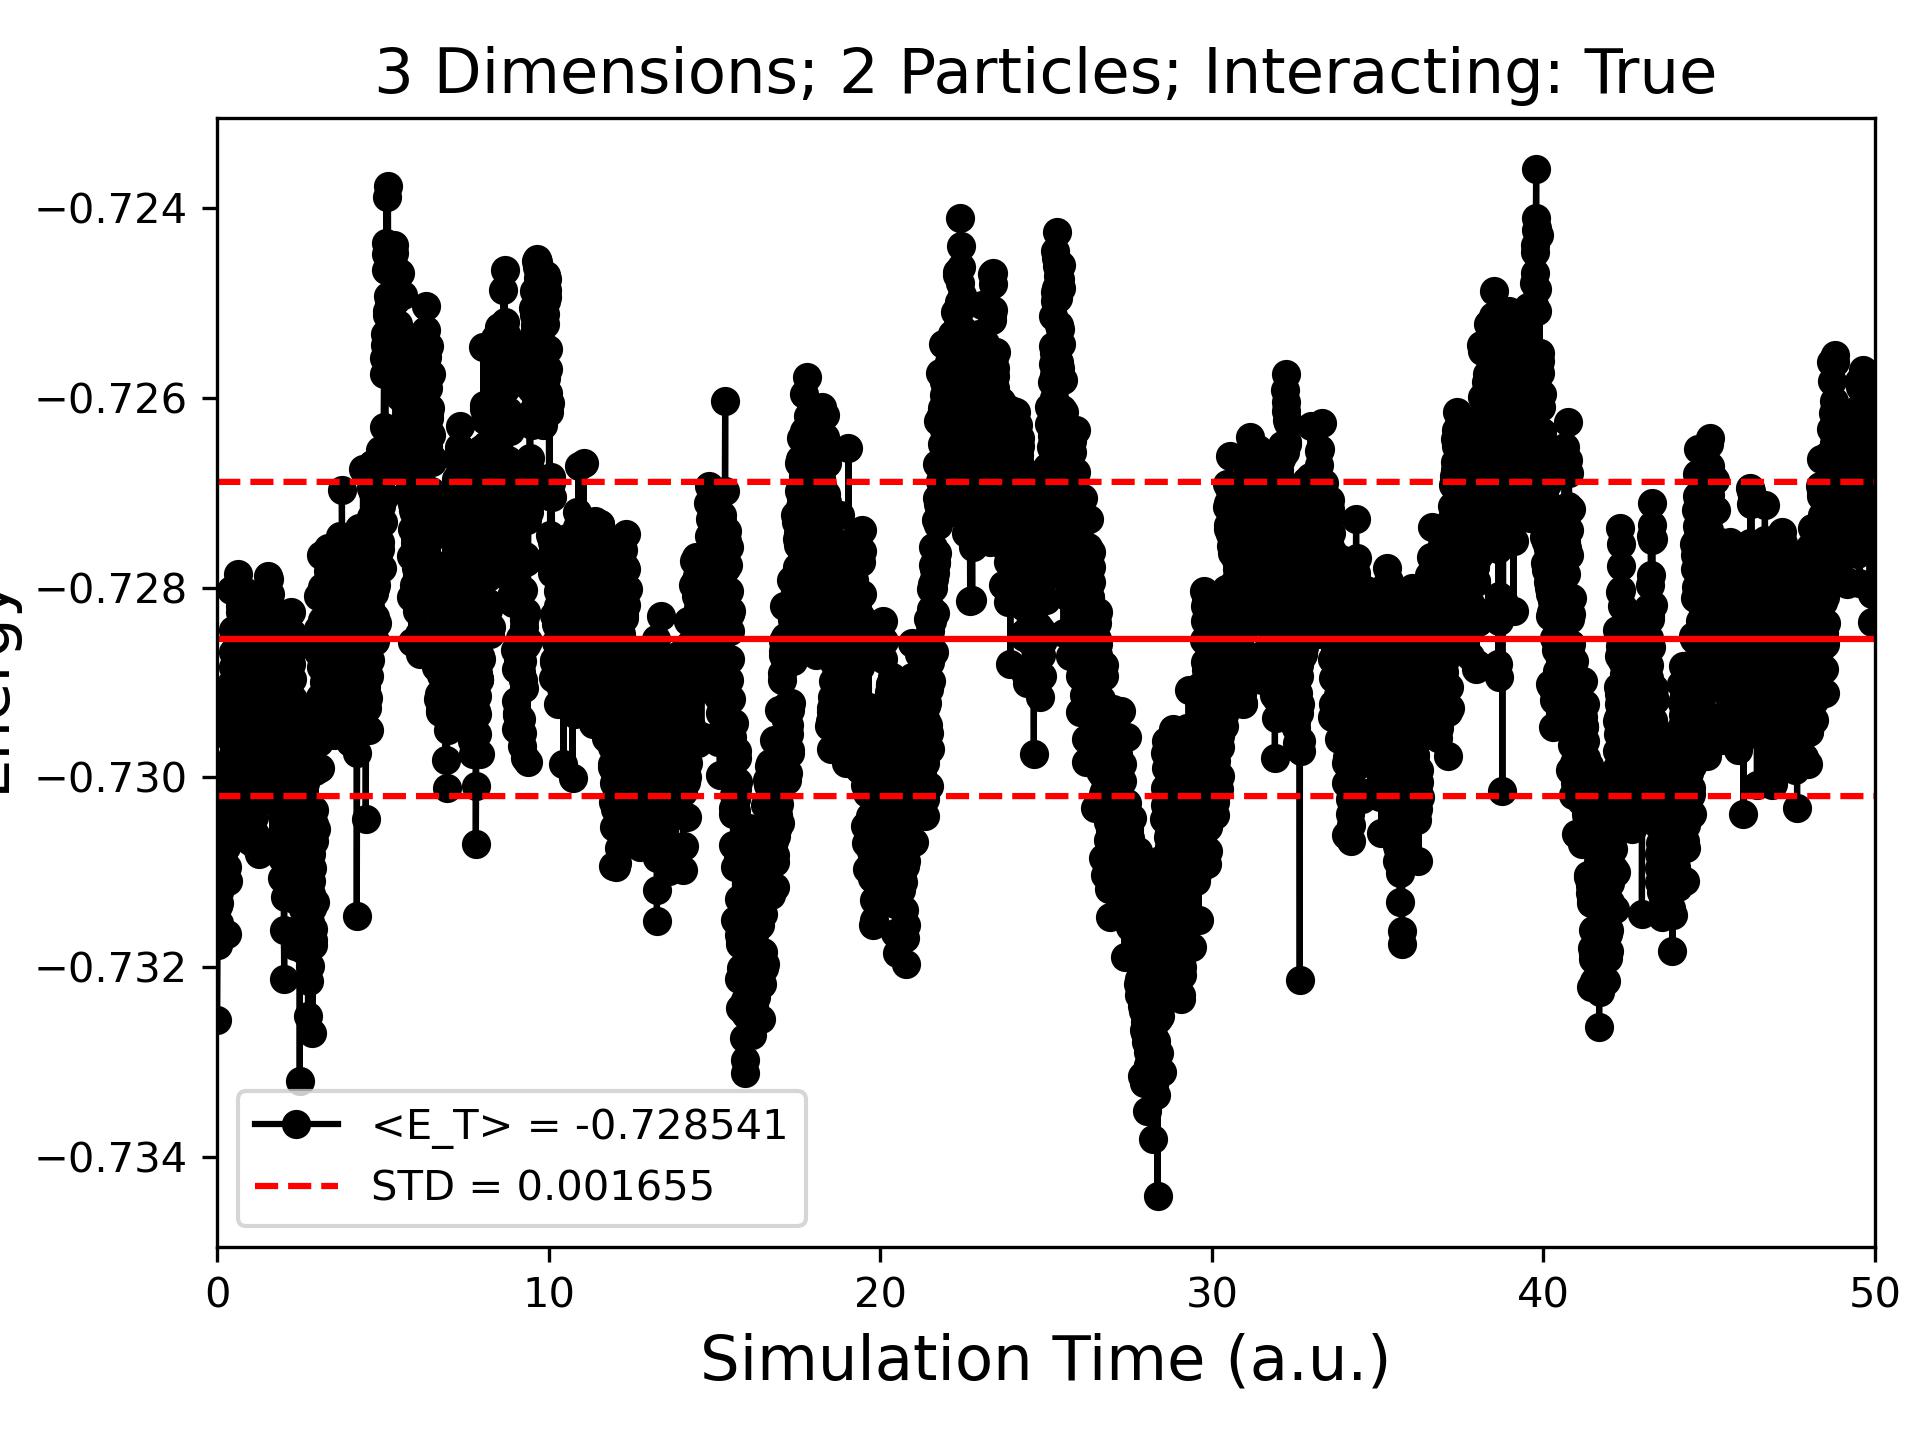 3 Dimensions; 2 Particles; Interacting: True
Energy
−0.724
−0.726
−0.728
−0.730
−0.732
−0.734
<E_T> = -0.728541
STD = 0.001655
0 10 20 30 40 50
Simulation Time (a.u.)